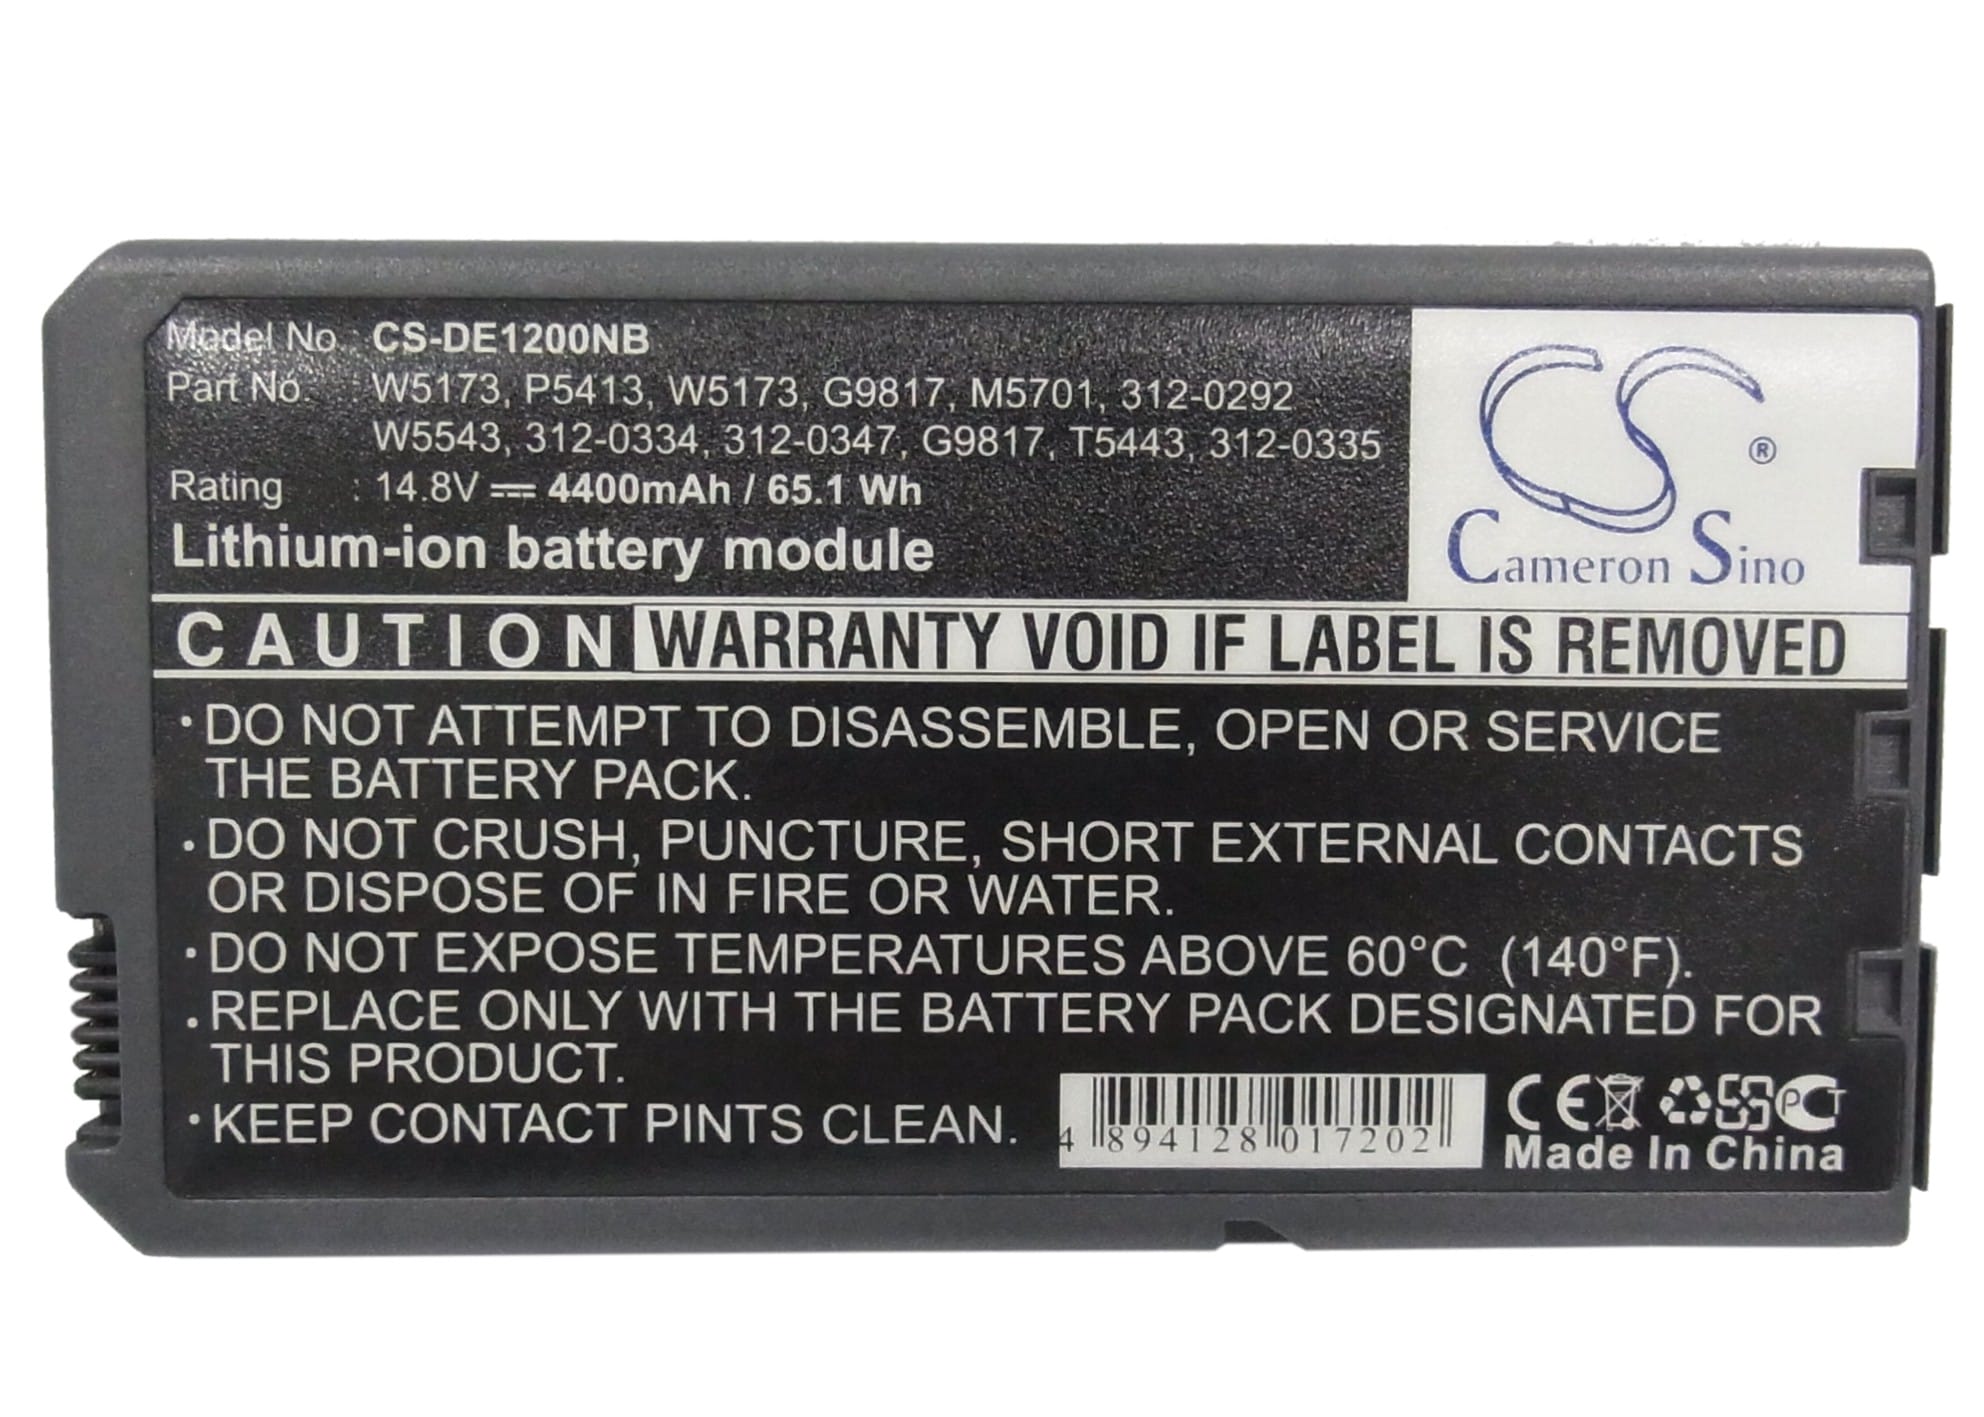 Model No. : CS-DE1200NB
Part No. : W5173, P5413, W5173, G9817, M5701, 312-0292
W5543, 312-0334, 312-0347, G9817, T5443, 312-0335
Rating : 14.8V ⎓ 4400mAh / 65.1 Wh
Lithium-ion battery module
CS ®
Cameron Sino
CAUTION WARRANTY VOID IF LABEL IS REMOVED
• DO NOT ATTEMPT TO DISASSEMBLE, OPEN OR SERVICE
THE BATTERY PACK.
• DO NOT CRUSH, PUNCTURE, SHORT EXTERNAL CONTACTS
OR DISPOSE OF IN FIRE OR WATER.
• DO NOT EXPOSE TEMPERATURES ABOVE 60°C (140°F).
• REPLACE ONLY WITH THE BATTERY PACK DESIGNATED FOR
THIS PRODUCT.
• KEEP CONTACT PINTS CLEAN.
4 894128 017202
CE PCT
Made In China